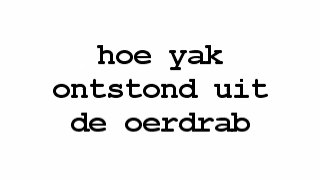 hoe yak
ontstond uit
de oerdrab